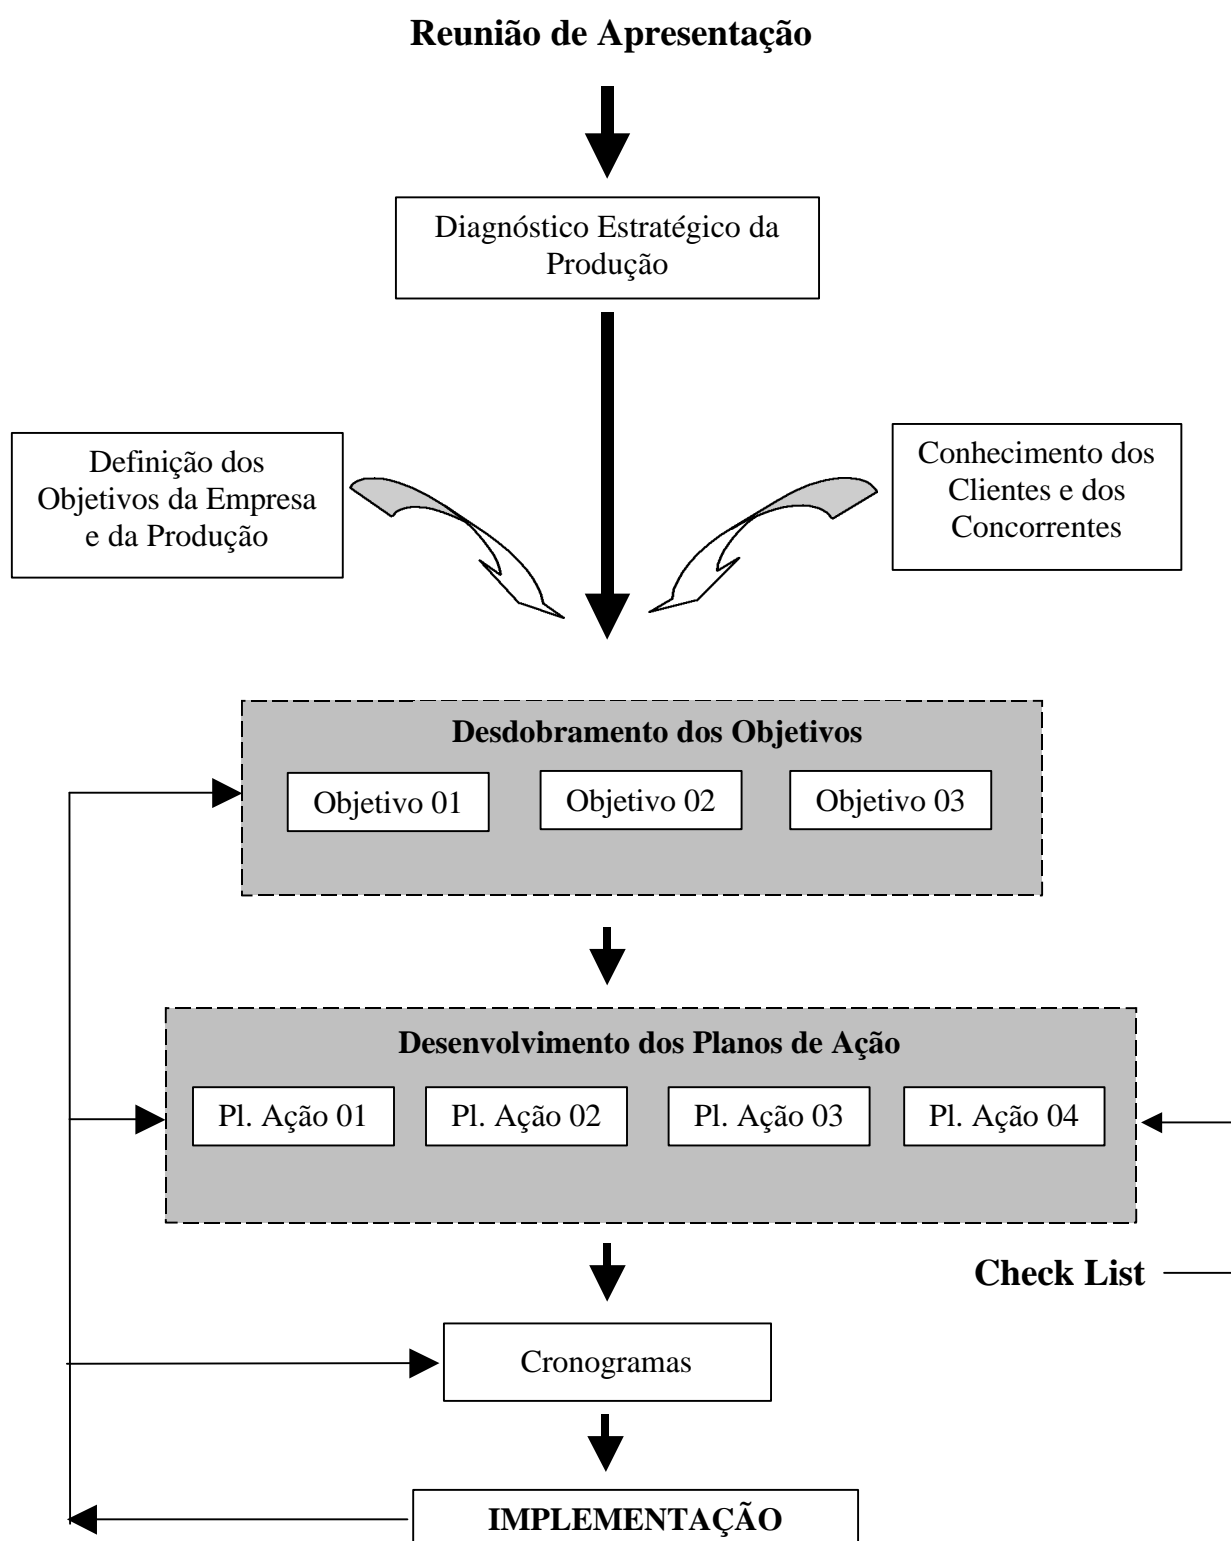 Reunião de Apresentação
Diagnóstico Estratégico da
Produção
Definição dos
Objetivos da Empresa
e da Produção
Conhecimento dos
Clientes e dos
Concorrentes
Desdobramento dos Objetivos
Objetivo 01
Objetivo 02
Objetivo 03
Desenvolvimento dos Planos de Ação
Pl. Ação 01
Pl. Ação 02
Pl. Ação 03
Pl. Ação 04
Check List
Cronogramas
IMPLEMENTAÇÃO